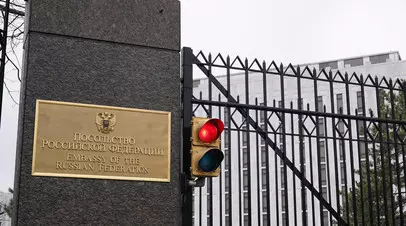 ПОСОЛЬСТВО
РОССИЙСКОЙ ФЕДЕРАЦИИ
EMBASSY OF THE
RUSSIAN FEDERATION